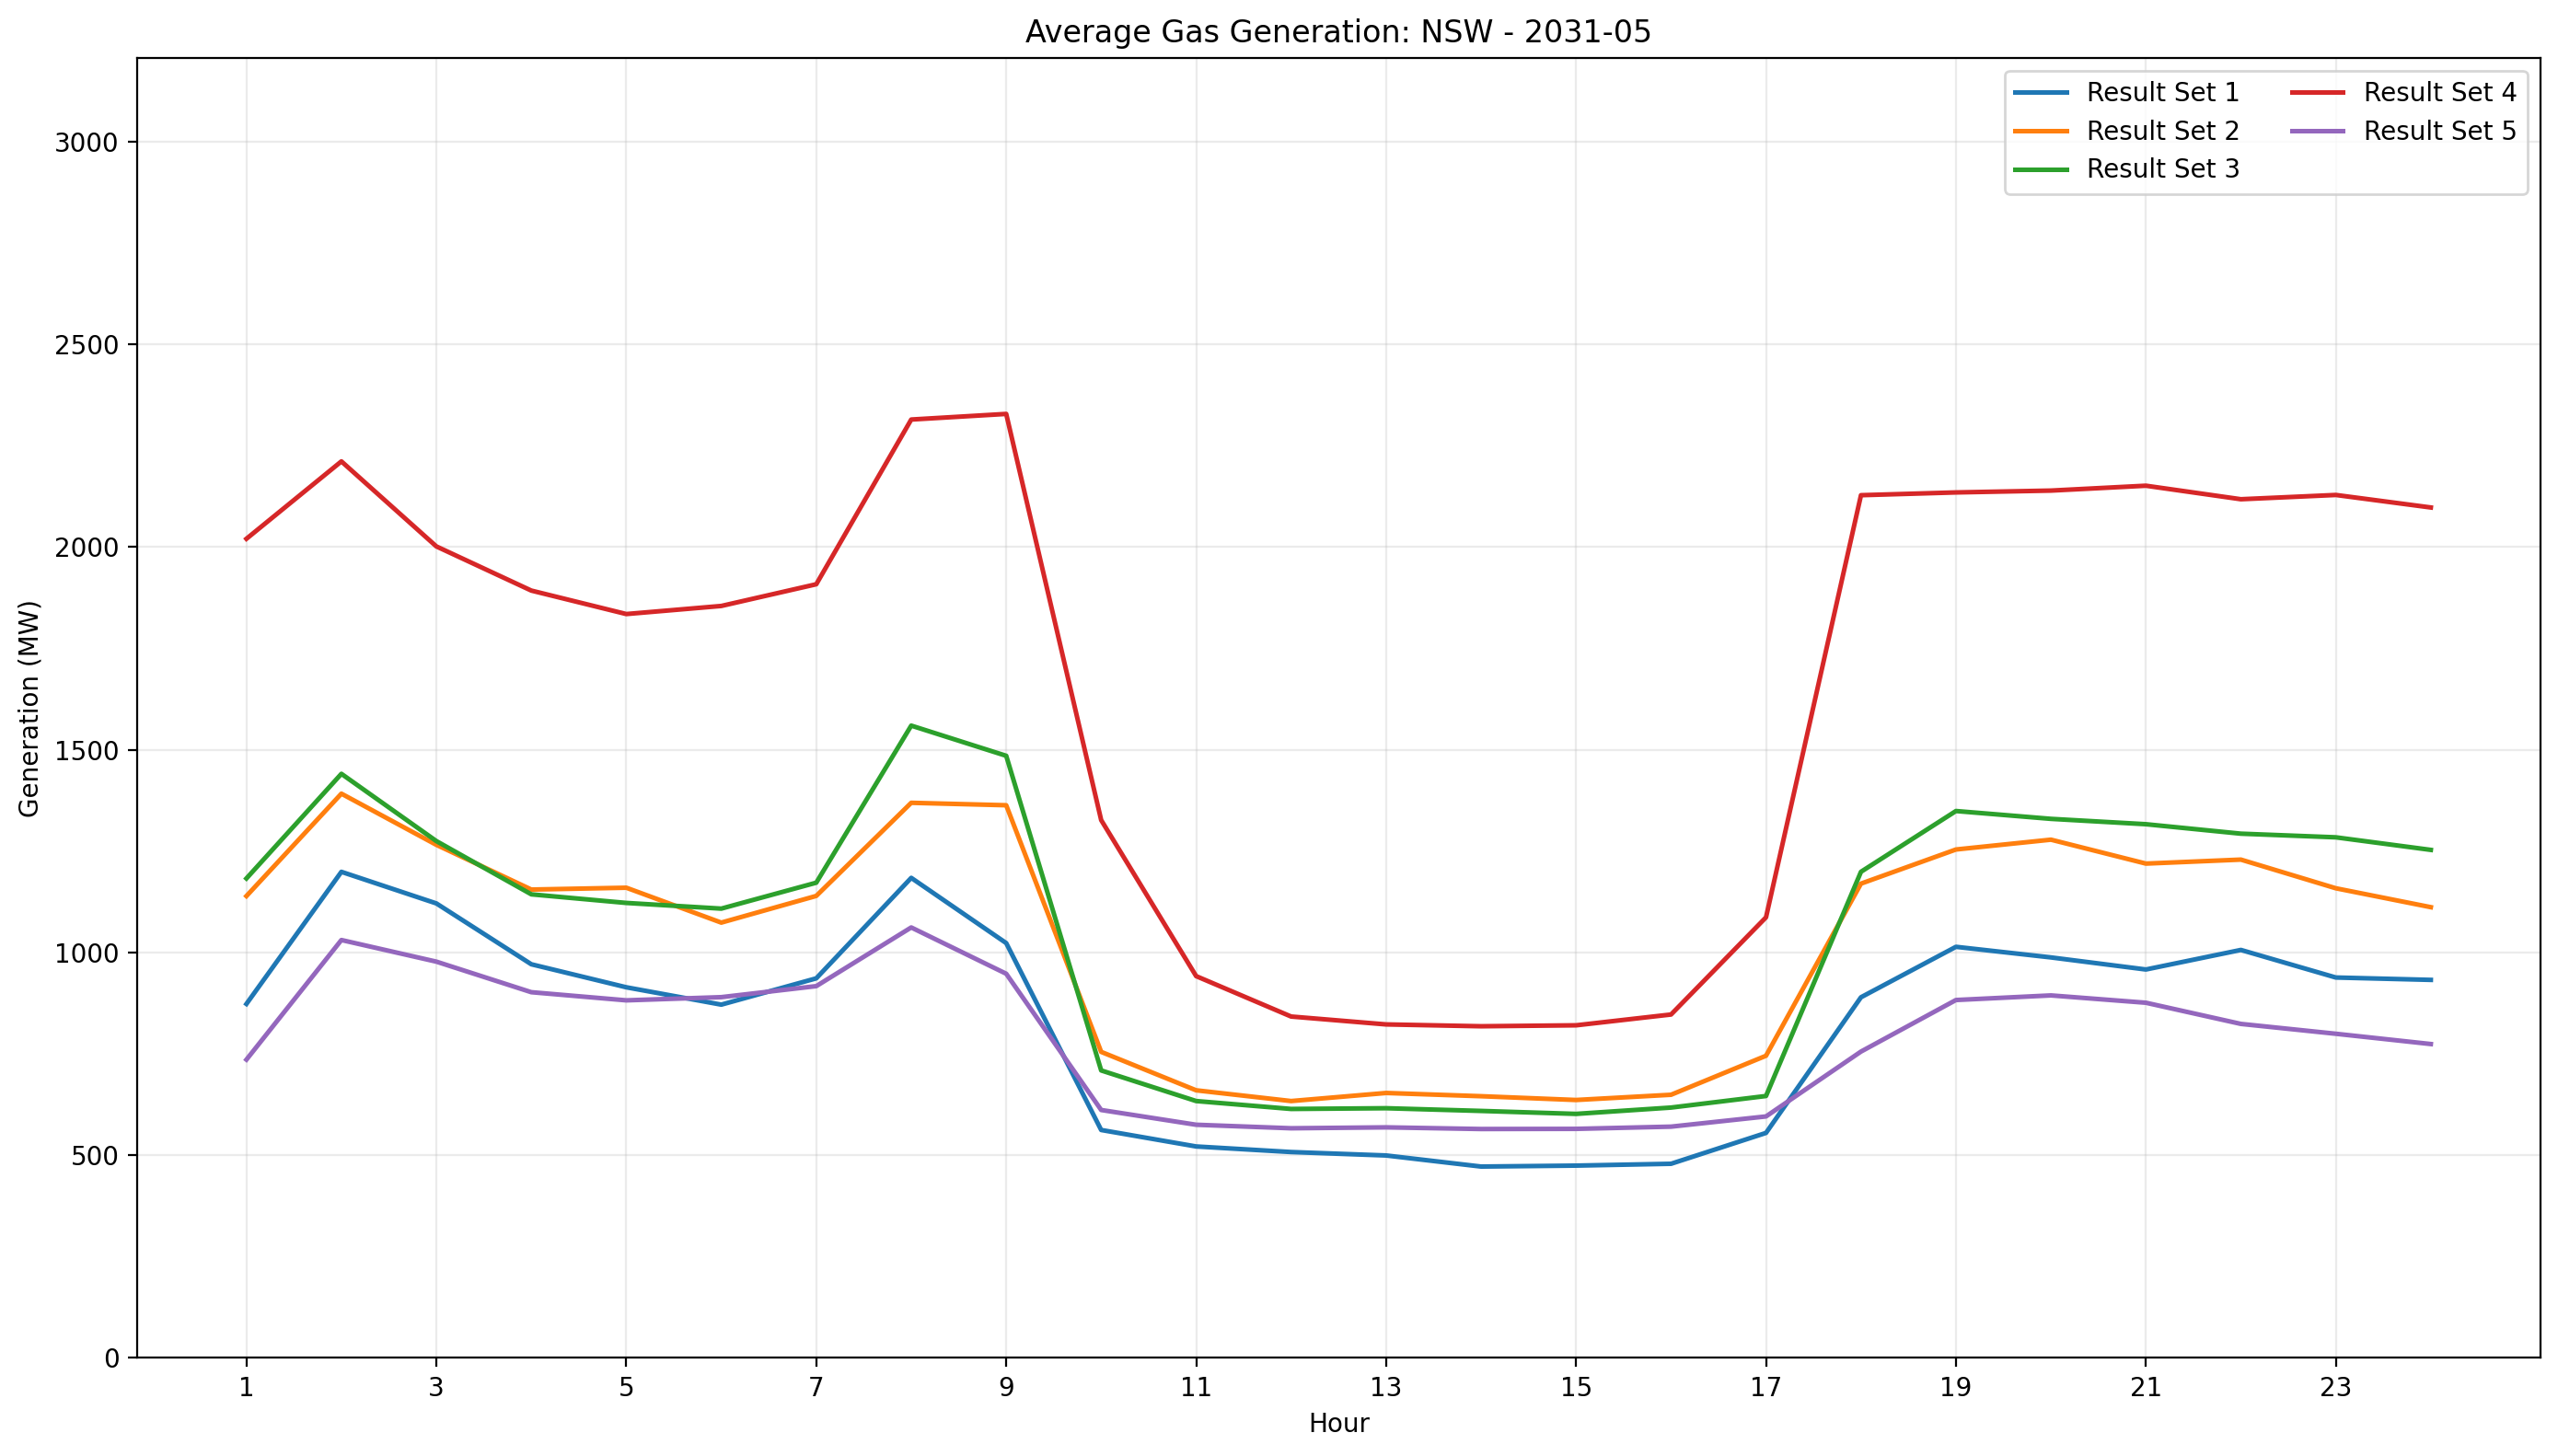 Average Gas Generation: NSW - 2031-05
Result Set 1
Result Set 2
Result Set 3
Result Set 4
Result Set 5
3000
2500
2000
1500
1000
500
0
Generation (MW)
1 3 5 7 9 11 13 15 17 19 21 23
Hour